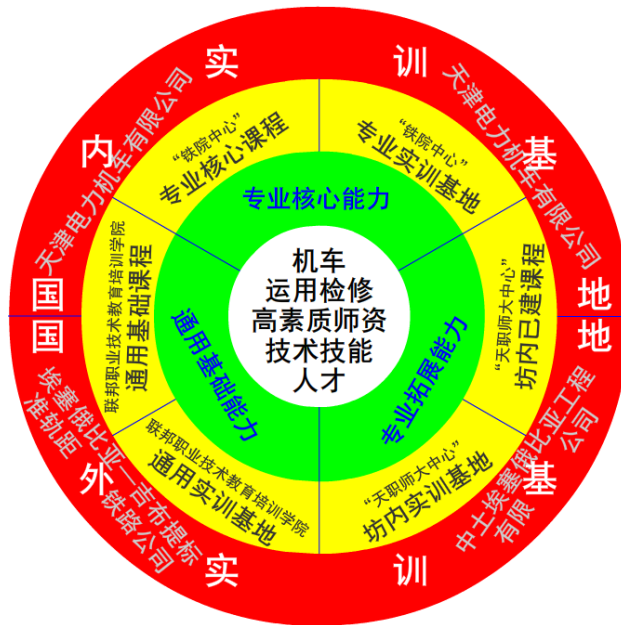 国内实训基地
天津电力机车有限公司
天津电力机车有限公司
“铁院中心”
专业核心课程
“铁院中心”
专业实训基地
联邦职业技术教育培训学院
通用基础课程
“天职师大中心”
坊内已建课程
专业核心能力
机车
运用检修
高素质师资
技术技能
人才
通用基础能力
专业拓展能力
联邦职业技术教育培训学院
通用实训基地
“天职师大中心”
坊内实训基地
埃塞俄比亚—吉布提标
准轨距
铁路公司
中土埃塞俄比亚工程
有限
公司
国外实训基地